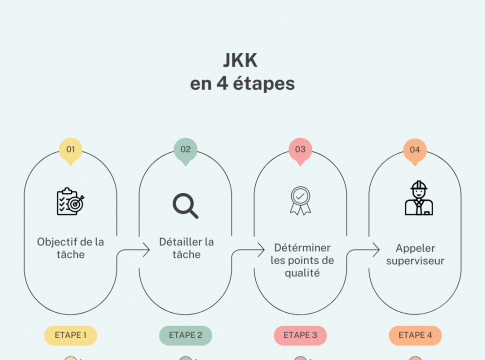 JKK
en 4 étapes
01
02
03
04
Objectif de la
tâche
Détailler la
tâche
Détérminer
les points de
qualité
Appeler
superviseur
ETAPE 1
ETAPE 2
ETAPE 3
ETAPE 4